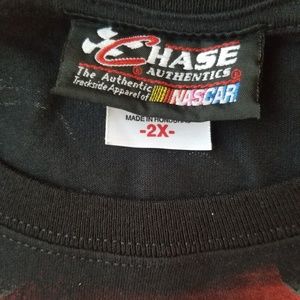 CHASE
AUTHENTICS
The Authentic
Trackside Apparel of
NASCAR
MADE IN HONDURAS
-2X-